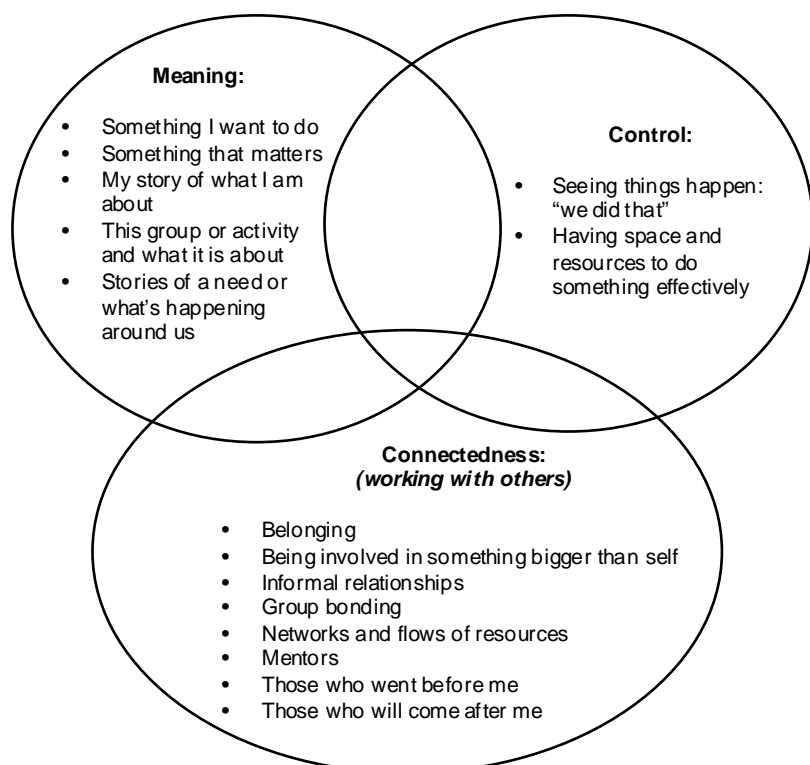 Meaning:
• Something I want to do
• Something that matters
• My story of what I am
about
• This group or activity
and what it is about
• Stories of a need or
what's happening
around us
Control:
• Seeing things happen:
“we did that”
• Having space and
resources to do
something effectively
Connectedness:
(working with others)
• Belonging
• Being involved in something bigger than self
• Informal relationships
• Group bonding
• Networks and flows of resources
• Mentors
• Those who went before me
• Those who will come after me